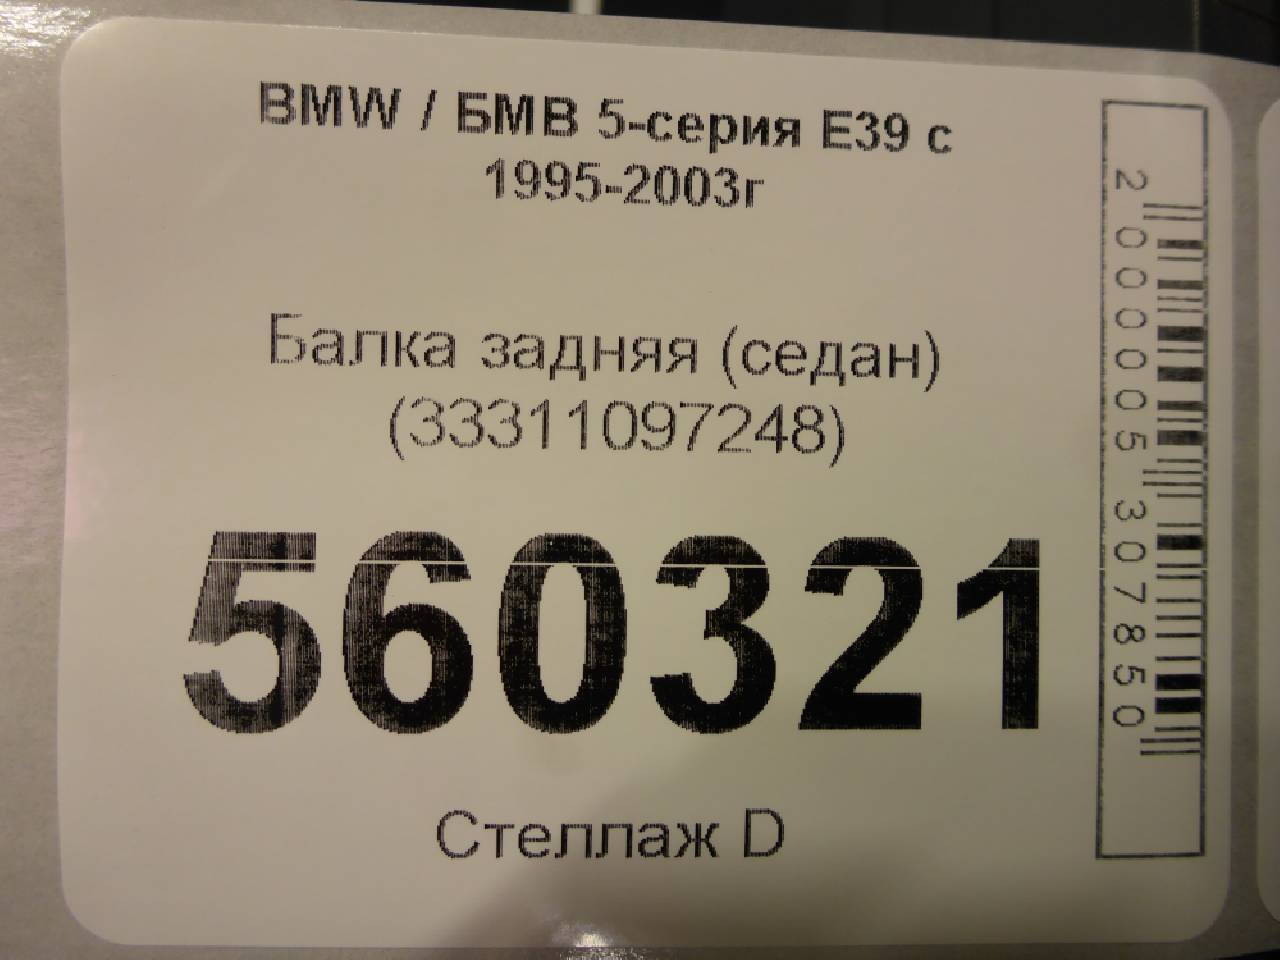 BMW / БМВ 5-серия E39 с
1995-2003г
Балка задняя (седан)
(33311097248)
560321
Стеллаж D
2000005307850